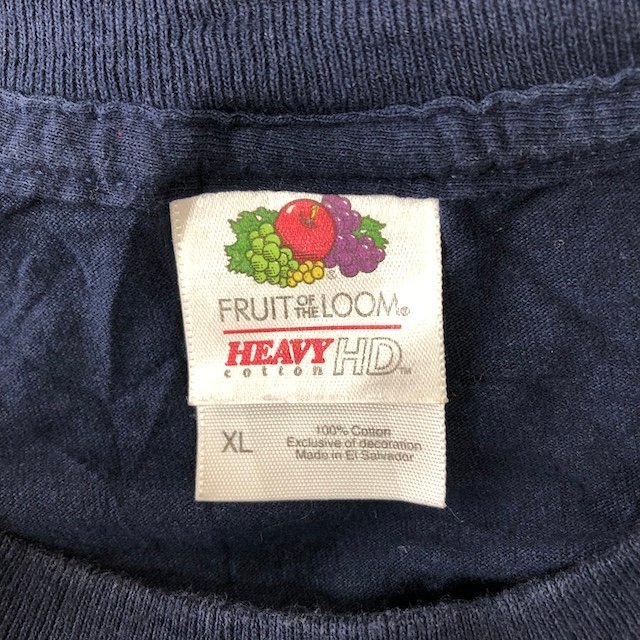 ®
FRUIT OF THE LOOM®
HEAVY HD™
cotton
XL
100% Cotton
Exclusive of decoration
Made in El Salvador